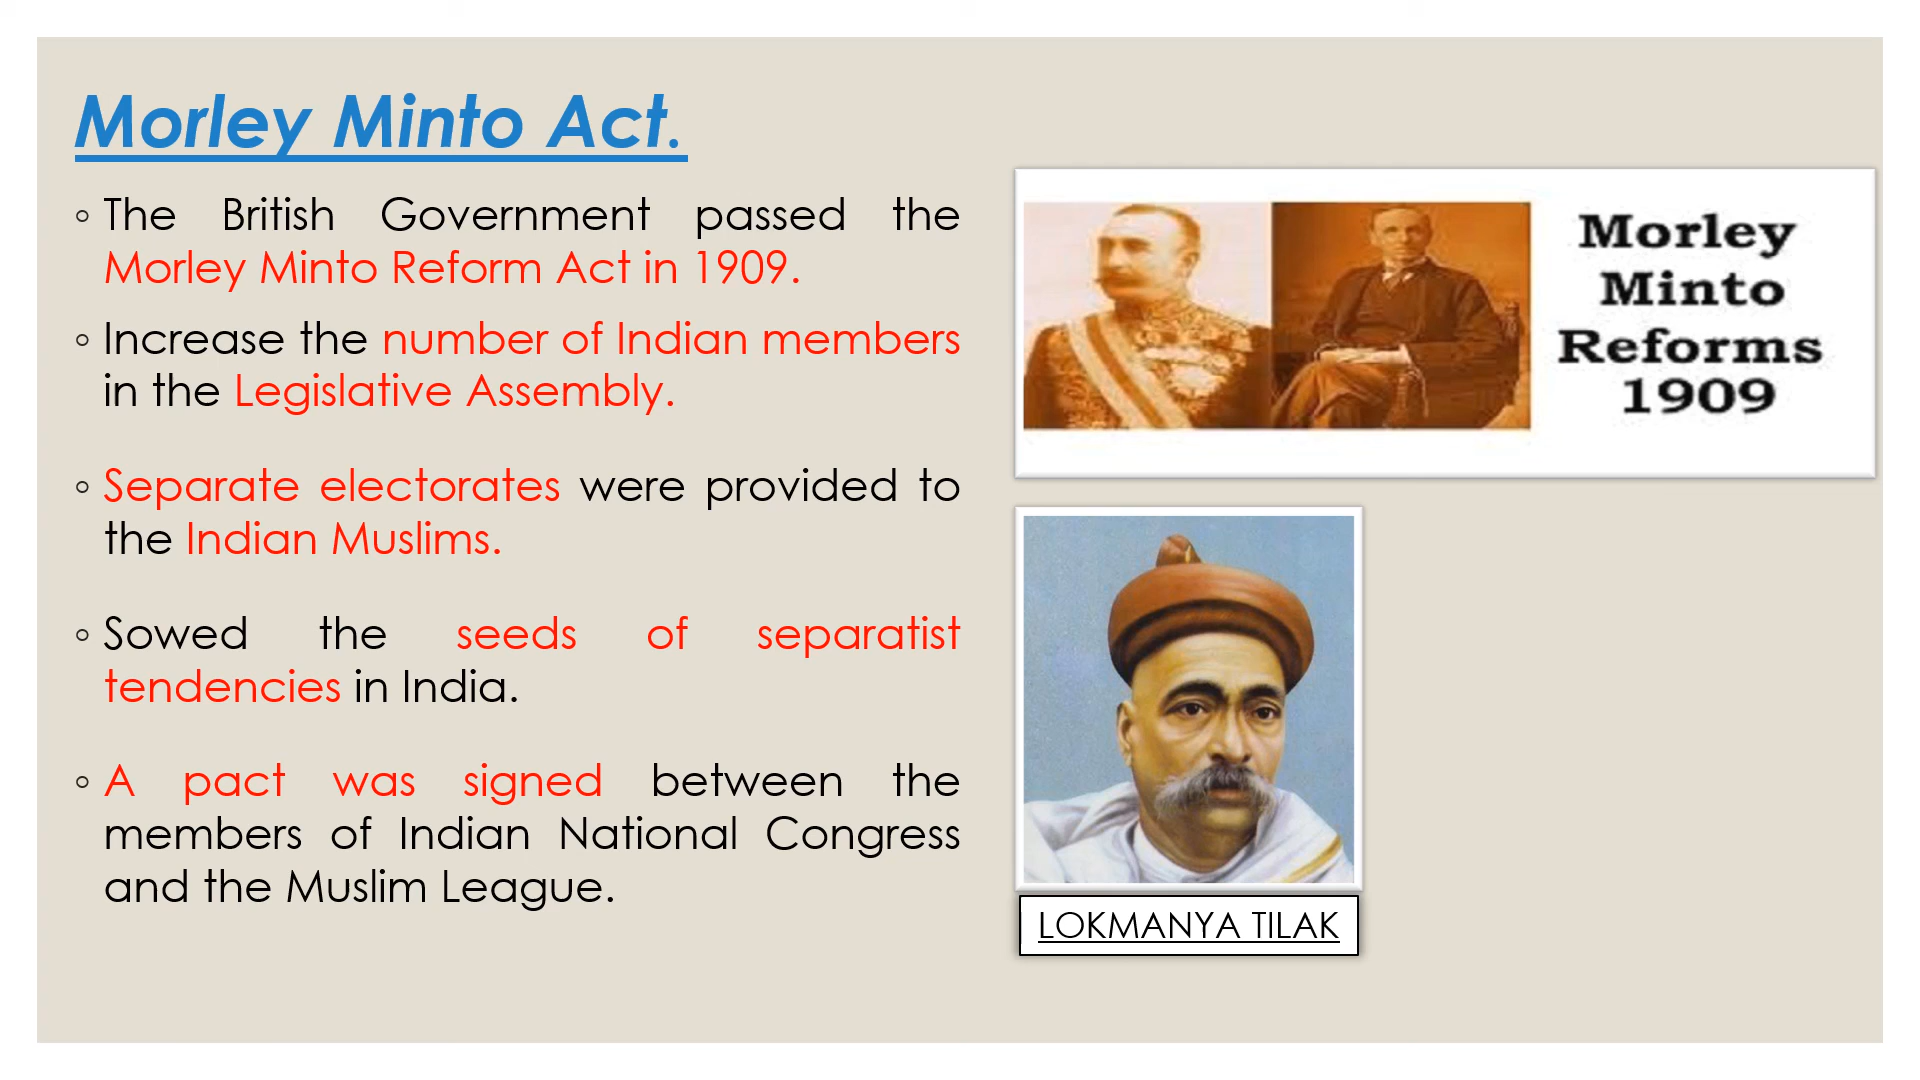 Morley Minto Act.
◦ The British Government passed the
Morley Minto Reform Act in 1909.
◦ Increase the number of Indian members
in the Legislative Assembly.
◦ Separate electorates were provided to
the Indian Muslims.
◦ Sowed the seeds of separatist
tendencies in India.
◦ A pact was signed between the
members of Indian National Congress
and the Muslim League.
Morley
Minto
Reforms
1909
LOKMANYA TILAK